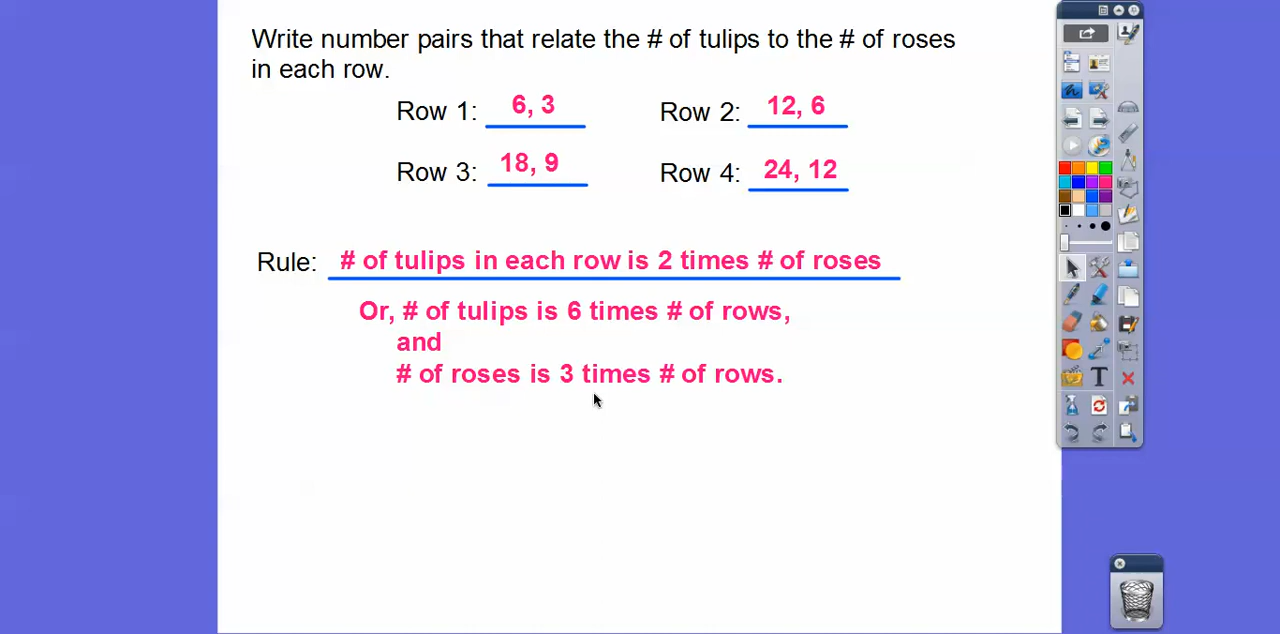 Write number pairs that relate the # of tulips to the # of roses
in each row.
Row 1: 6, 3 Row 2: 12, 6
Row 3: 18, 9 Row 4: 24, 12
Rule: # of tulips in each row is 2 times # of roses
Or, # of tulips is 6 times # of rows,
and
# of roses is 3 times # of rows.